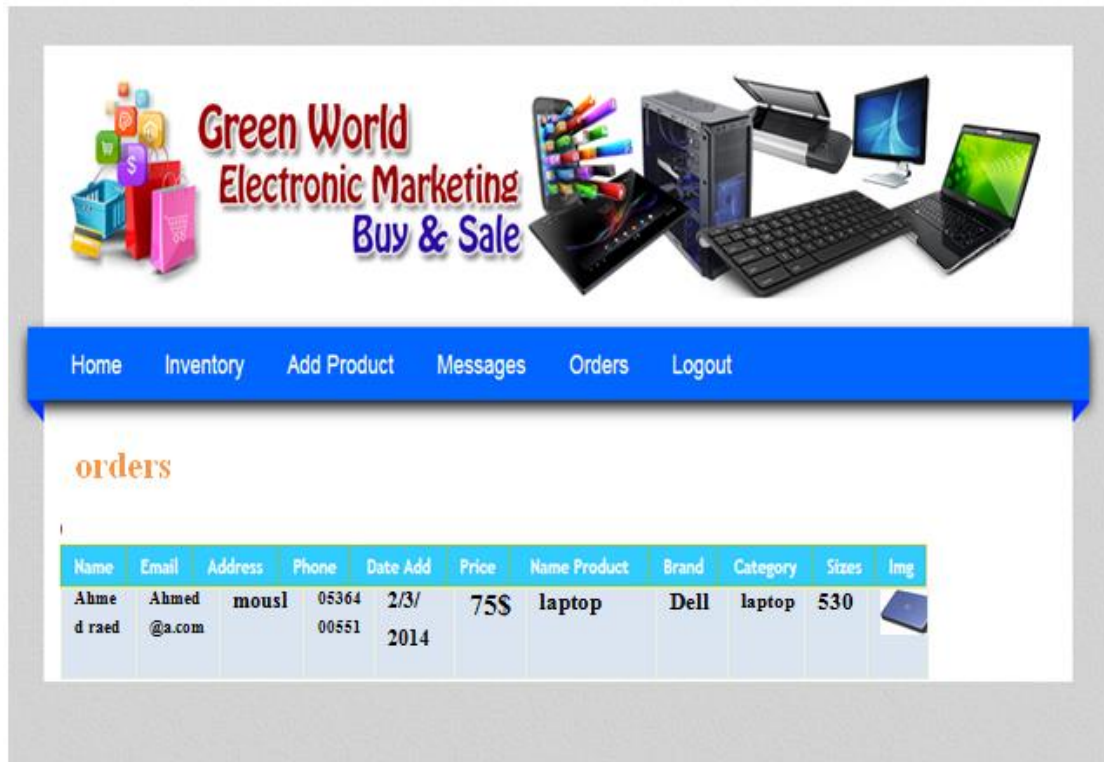 Green World
Electronic Marketing
Buy & Sale
Home Inventory Add Product Messages Orders Logout
orders
Name Email Address Phone Date Add Price Name Product Brand Category Sizes Img
Ahme mousl 05364 2/3/ 75$ laptop Dell laptop 530
d raed @a.com 00551 2014